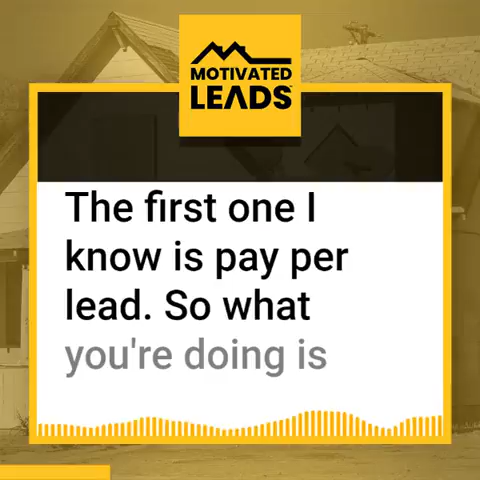 MOTIVATED
LEADS
The first one I
know is pay per
lead. So what
you're doing is